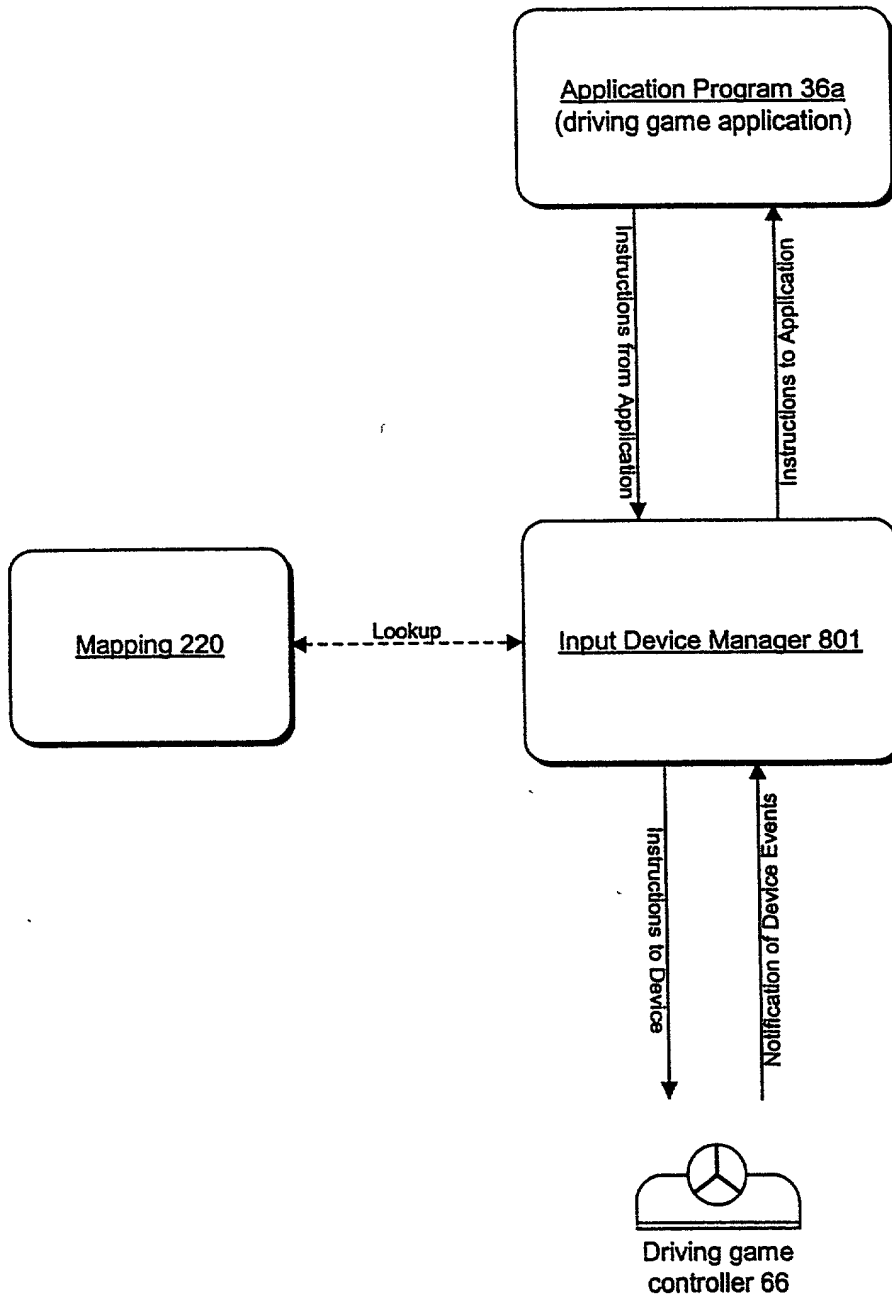 Application Program 36a
(driving game application)
Instructions from Application
Instructions to Application
Mapping 220
Lookup
Input Device Manager 801
Instructions to Device
Notification of Device Events
Driving game
controller 66